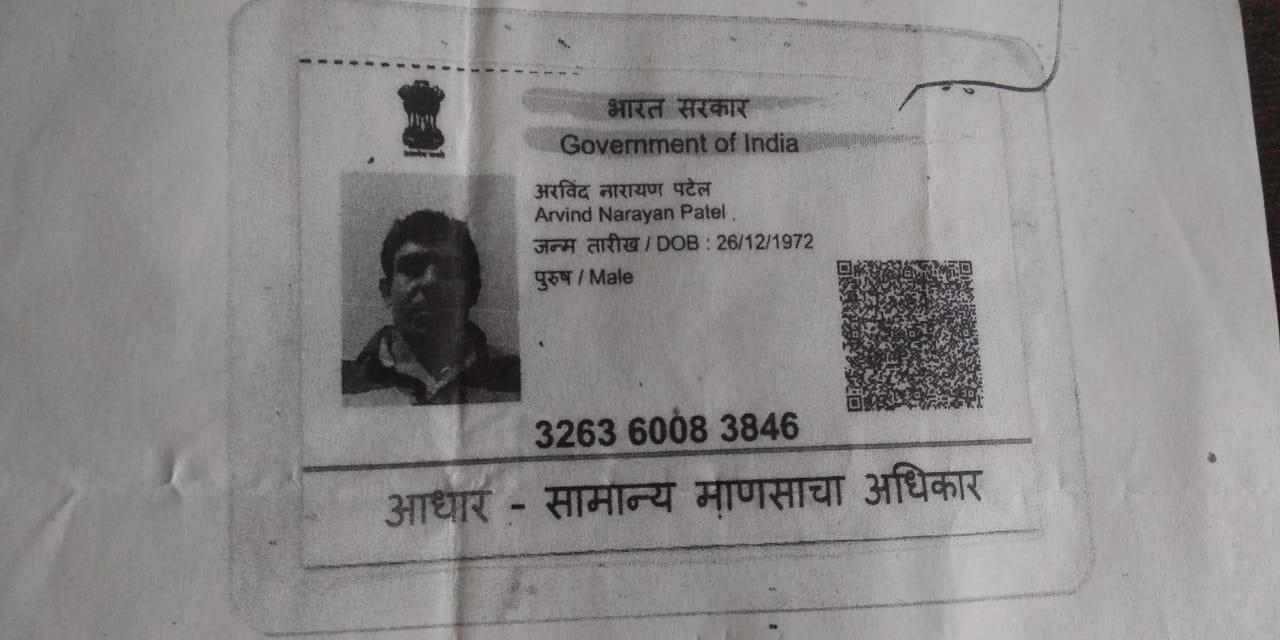 भारत सरकार
Government of India
अरविंद नारायण पटेल
Arvind Narayan Patel
जन्म तारीख / DOB : 26/12/1972
पुरुष / Male
3263 6008 3846
आधार - सामान्य माणसाचा अधिकार